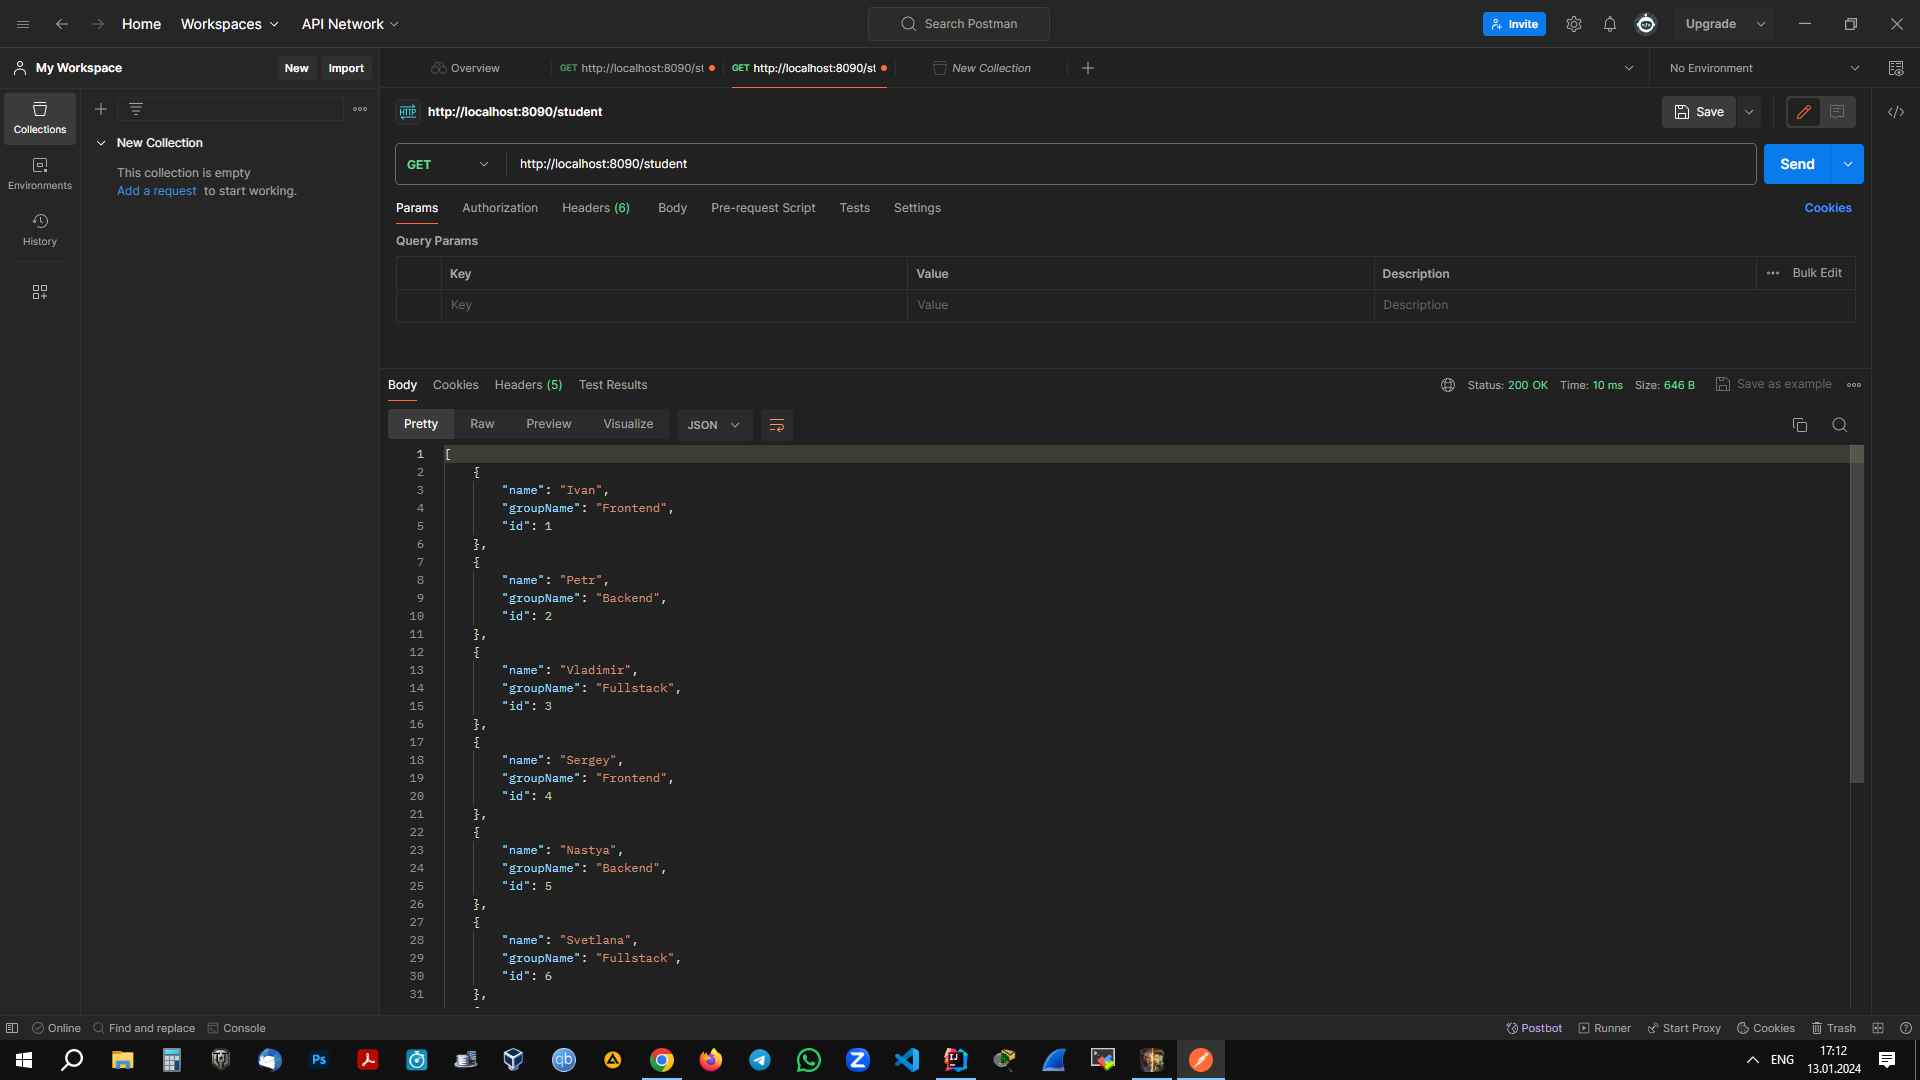 Home
Workspaces
API Network
Search Postman
Invite
Upgrade
My Workspace
New
Import
Overview
GET http://localhost:8090/st
GET http://localhost:8090/st
New Collection
No Environment
Collections
Environments
History
New Collection
This collection is empty
Add a request to start working.
HTTP
http://localhost:8090/student
Save
GET
http://localhost:8090/student
Send
Params
Authorization
Headers (6)
Body
Pre-request Script
Tests
Settings
Cookies
Query Params
Key
Value
Description
Bulk Edit
Key
Value
Description
Body
Cookies
Headers (5)
Test Results
Status: 200 OK
Time: 10 ms
Size: 646 B
Save as example
Pretty
Raw
Preview
Visualize
JSON
1 [
2 {
3 "name": "Ivan",
4 "groupName": "Frontend",
5 "id": 1
6 },
7 {
8 "name": "Petr",
9 "groupName": "Backend",
10 "id": 2
11 },
12 {
13 "name": "Vladimir",
14 "groupName": "Fullstack",
15 "id": 3
16 },
17 {
18 "name": "Sergey",
19 "groupName": "Frontend",
20 "id": 4
21 },
22 {
23 "name": "Nastya",
24 "groupName": "Backend",
25 "id": 5
26 },
27 {
28 "name": "Svetlana",
29 "groupName": "Fullstack",
30 "id": 6
31 },
Online
Find and replace
Console
Postbot
Runner
Start Proxy
Cookies
Trash
Ps
qb
Z
IJ
ENG
17:12
13.01.2024